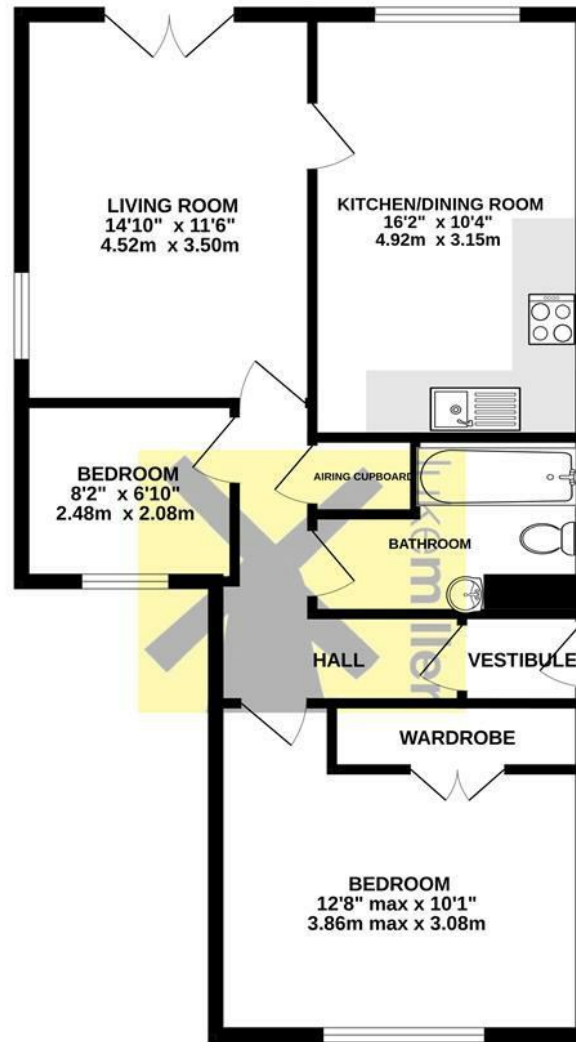 LIVING ROOM
14'10" x 11'6"
4.52m x 3.50m
KITCHEN/DINING ROOM
16'2" x 10'4"
4.92m x 3.15m
BEDROOM
8'2" x 6'10"
2.48m x 2.08m
AIRING CUPBOARD
BATHROOM
lukemiller
HALL
VESTIBULE
WARDROBE
BEDROOM
12'8" max x 10'1"
3.86m max x 3.08m